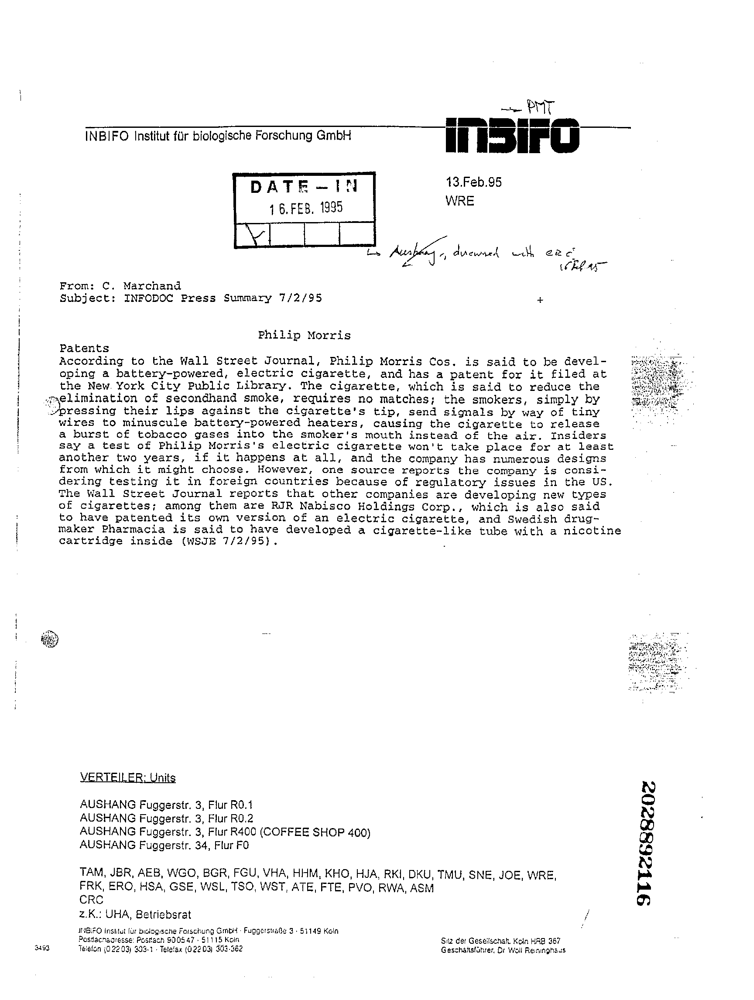 PMT
INBIFO Institut für biologische Forschung GmbH
INBIFO
DATE - IN
16. FEB. 1995
13.Feb.95
WRE
with
From: C. Marchand
Subject: INFODOC Press Summary 7/2/95
+
Philip Morris
Patents
According to the Wall Street Journal, Philip Morris Cos. is said to be devel-
oping a battery-powered, electric cigarette, and has a patent for it filed at
the New York City Public Library. The cigarette, which is said to reduce the
elimination of secondhand smoke, requires no matches; the smokers, simply by
pressing their lips against the cigarette's tip, send signals by way of tiny
wires to minuscule battery-powered heaters, causing the cigarette to release
a burst of tobacco gases into the smoker's mouth instead of the air. Insiders
say a test of Philip Morris's electric cigarette won't take place for at least
another two years, if it happens at all, and the company has numerous designs
from which it might choose. However, one source reports the company is consi-
dering testing it in foreign countries because of regulatory issues in the US.
The Wall Street Journal reports that other companies are developing new types
of cigarettes; among them are RJR Nabisco Holdings Corp., which is also said
to have patented its own version of an electric cigarette, and Swedish drug-
maker Pharmacia is said to have developed a cigarette-like tube with a nicotine
cartridge inside (WSJE 7/2/95).
VERTEILER: Units
AUSHANG Fuggerstr. 3, Flur R0.1
AUSHANG Fuggerstr. 3, Flur R0.2
AUSHANG Fuggerstr. 3, Flur R400 (COFFEE SHOP 400)
AUSHANG Fuggerstr. 34, Flur F0
TAM, JBR, AEB, WGO, BGR, FGU, VHA, HHM, KHO, HJA, RKI, DKU, TMU, SNE, JOE, WRE,
FRK, ERO, HSA, GSE, WSL, TSO, WST, ATE, FTE, PVO, RWA, ASM
CRC
z.K.: UHA, Betriebsrat
INBIFO Institut für biologische Forschung GmbH · Fuggerstraße 3 · 51149 Köln
Postfachadresse: Postfach 900547 · 51115 Köln
Telefon (02203) 303-1 · Telefax (02203) 303-362
Sitz der Gesellschaft: Köln HRB 367
Geschäftsführer: Dr Wolf Reininghaus
3493
2028892116